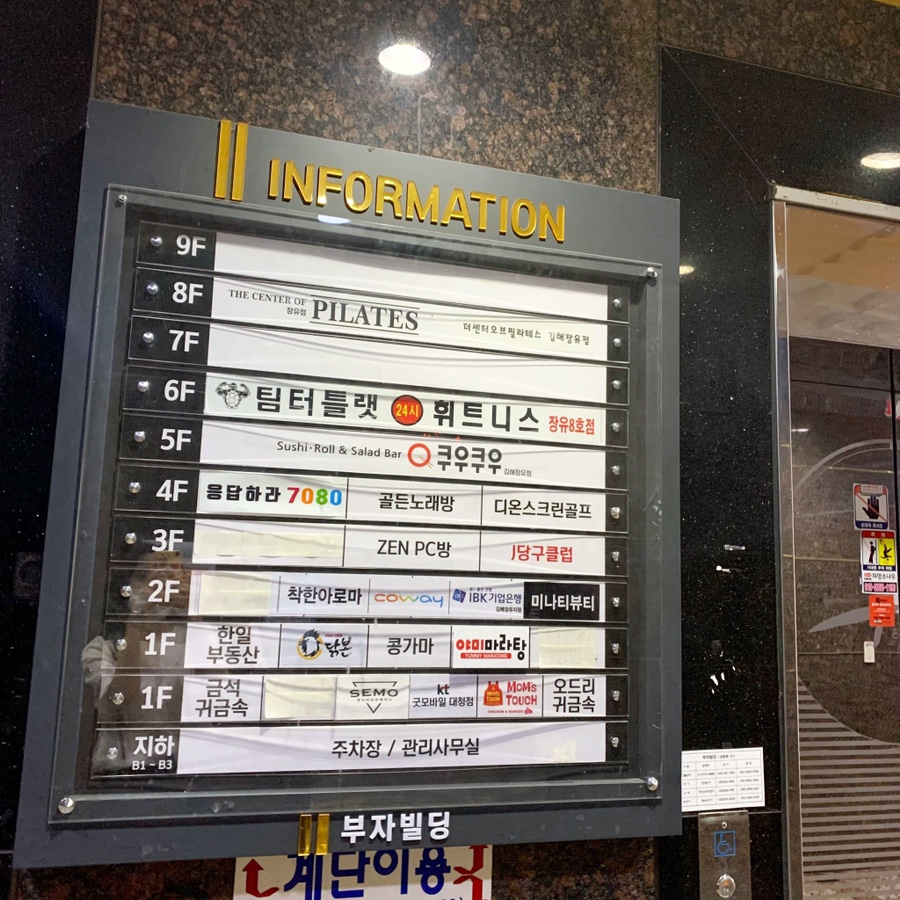 INFORMATION
9F
8F THE CENTER OF PILATES 장유점 더센터오브필라테스 김해장유점
7F
6F 팀터틀랫 24시 휘트니스 장유8호점
5F Sushi·Roll & Salad Bar 쿠우쿠우 김해장유점
4F 응답하라 7080 골든노래방 디온스크린골프
3F ZEN PC방 J당구클럽
2F 착한아로마 coway IBK기업은행 미나티뷰티
1F 한일부동산 닭본 콩가마 야미마라탕 YUMMY MARATANG
1F 금석귀금속 SEMO kt 굿모바일 대청점 MOM'S TOUCH CHICKEN & BURGER 오드리귀금속
지하 B1 ~ B3 주차장 / 관리사무실
부자빌딩
계단이용